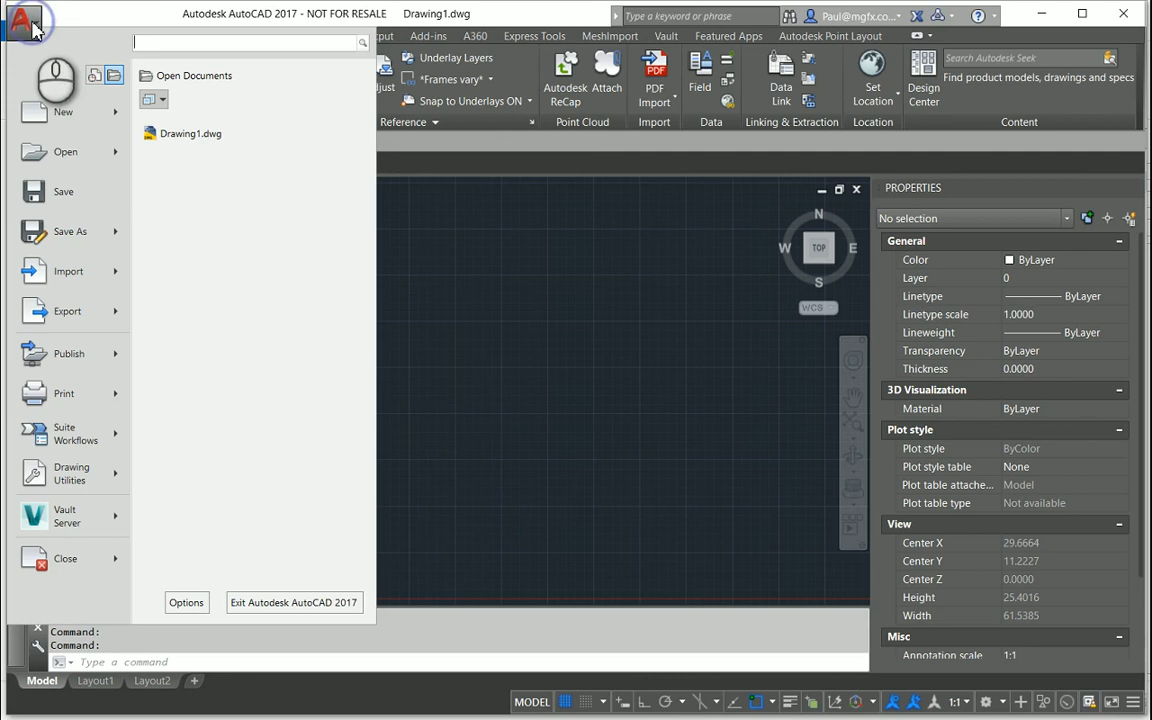 Autodesk AutoCAD 2017 - NOT FOR RESALE Drawing1.dwg
Type a keyword or phrase
Paul@mgfx.co...
put Add-ins A360 Express Tools MeshImport Vault Featured Apps Autodesk Point Layout
Open Documents
Drawing1.dwg
New
Open
Save
Save As
Import
Export
Publish
Print
Suite
Workflows
Drawing
Utilities
Vault
Server
Close
Options
Exit Autodesk AutoCAD 2017
just
Underlay Layers
*Frames vary*
Snap to Underlays ON
Reference
Autodesk
ReCap
Attach
Point Cloud
PDF
PDF
Import
Import
Field
Data
Data
Link
Linking & Extraction
Set
Location
Location
Design
Center
Autodesk Seek
Search Autodesk Seek
Find product models, drawings and specs
Content
N
W
TOP
E
S
WCS
PROPERTIES
No selection
General
Color ByLayer
Layer 0
Linetype ByLayer
Linetype scale 1.0000
Lineweight ByLayer
Transparency ByLayer
Thickness 0.0000
3D Visualization
Material ByLayer
Plot style
Plot style ByColor
Plot style table None
Plot table attache... Model
Plot table type Not available
View
Center X 29.6664
Center Y 11.2227
Center Z 0.0000
Height 25.4016
Width 61.5385
Misc
Annotation scale 1:1
Command:
Command:
Type a command
Model Layout1 Layout2 +
MODEL
1:1